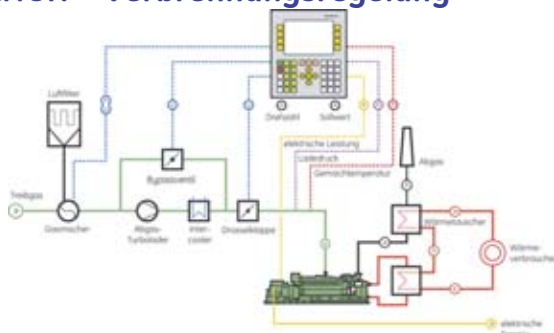 Verbrennungsregelung
Luftfilter
Drehzahl
Sollwert
elektrische Leistung
Ladedruck
Gemischtemperatur
Abgas
Bypassventil
Treibgas
Gasmischer
Abgas-
Turbolader
Inter-
cooler
Drosselklappe
Wärmetauscher
Wärme-
verbraucher
elektrische